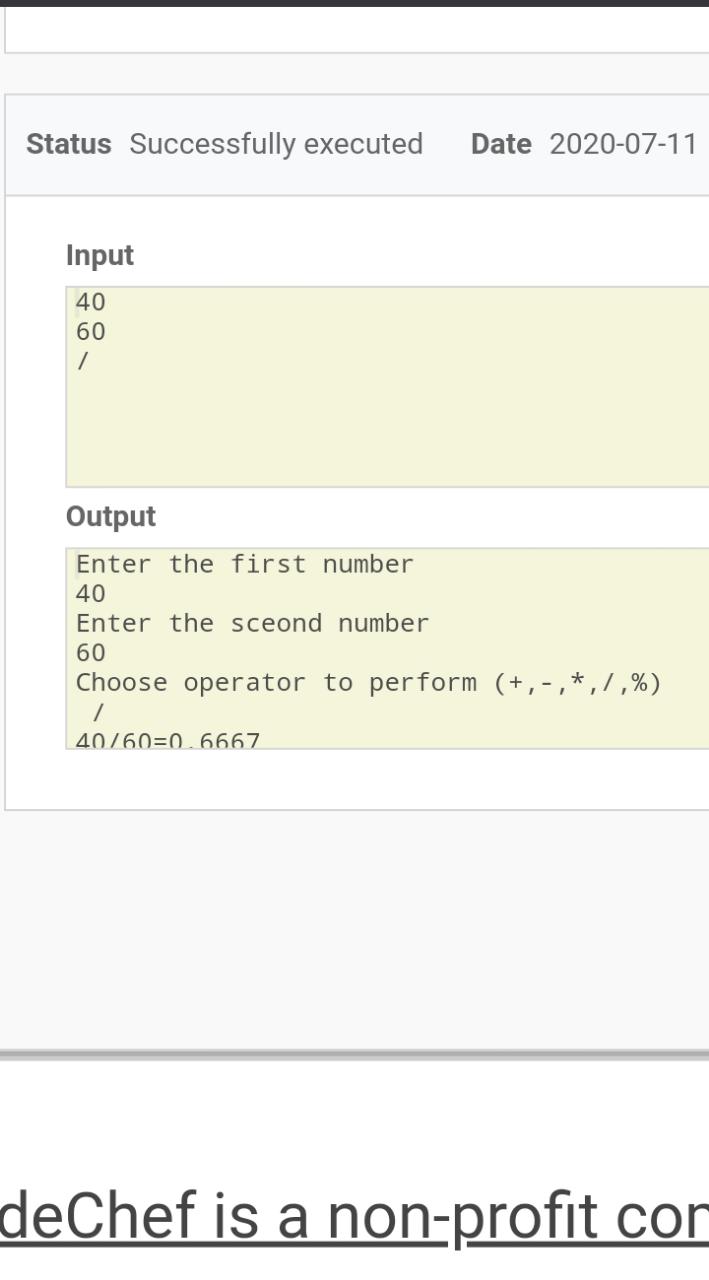 Status Successfully executed Date 2020-07-11
Input
40
60
/
Output
Enter the first number
40
Enter the sceond number
60
Choose operator to perform (+,-,*,/,%)
/
40/60=0.6667
deChef is a non-profit con